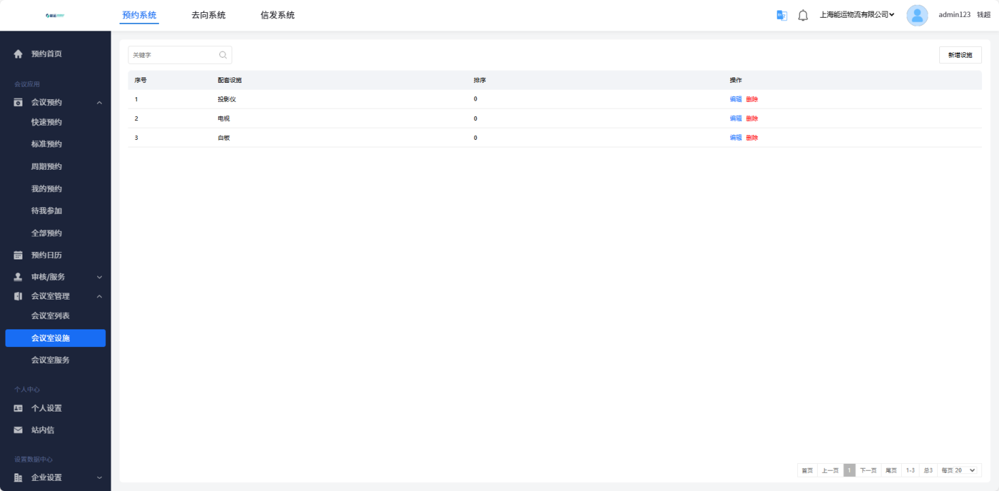 预约系统 去向系统 信发系统 上海能运物流有限公司 admin123 钱超
预约首页
会议应用
会议预约
快速预约
标准预约
周期预约
我的预约
待我参加
全部预约
预约日历
审核/服务
会议室管理
会议室列表
会议室设施
会议室服务
个人中心
个人设置
站内信
设置数据中心
企业设置
关键字 新增设施
序号 配套设施 排序 操作
1 投影仪 0 编辑 删除
2 电视 0 编辑 删除
3 白板 0 编辑 删除
首页 上一页 1 下一页 尾页 1-3 总3 每页 20